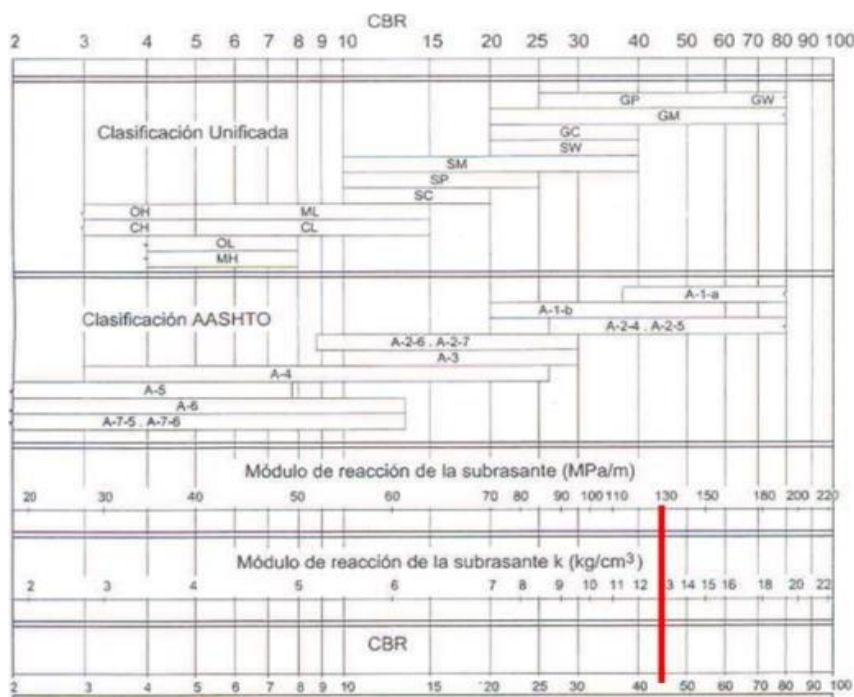 CBR
2 3 4 5 6 7 8 9 10 15 20 25 30 40 50 60 70 80 90 100
GP GW
GM
Clasificación Unificada
GC
SW
SM
SP
SC
OH ML
CH CL
OL
MH
A-1-a
A-1-b
Clasificación AASHTO
A-2-4 . A-2-5
A-2-6 . A-2-7
A-3
A-4
A-5
A-6
A-7-5 . A-7-6
Módulo de reacción de la subrasante (MPa/m)
20 30 40 50 60 70 80 90 100 110 130 150 180 200 220
Módulo de reacción de la subrasante k (kg/cm³)
2 3 4 5 6 7 8 9 10 11 12 3 14 15 16 18 20 22
CBR
2 3 4 5 6 7 8 9 10 15 20 25 30 40 50 60 70 80 90 100